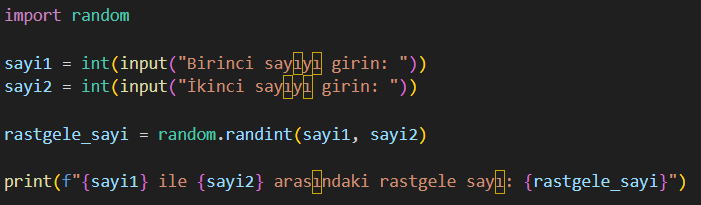 import random
sayi1 = int(input("Birinci sayıyı girin: "))
sayi2 = int(input("İkinci sayıyı girin: "))
rastgele_sayi = random.randint(sayi1, sayi2)
print(f"{sayi1} ile {sayi2} arasındaki rastgele sayı: {rastgele_sayi}")